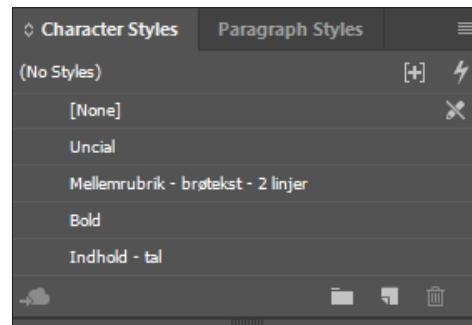 Character Styles Paragraph Styles
(No Styles)
[None]
Uncial
Mellemrubrik - brøtekst - 2 linjer
Bold
Indhold - tal